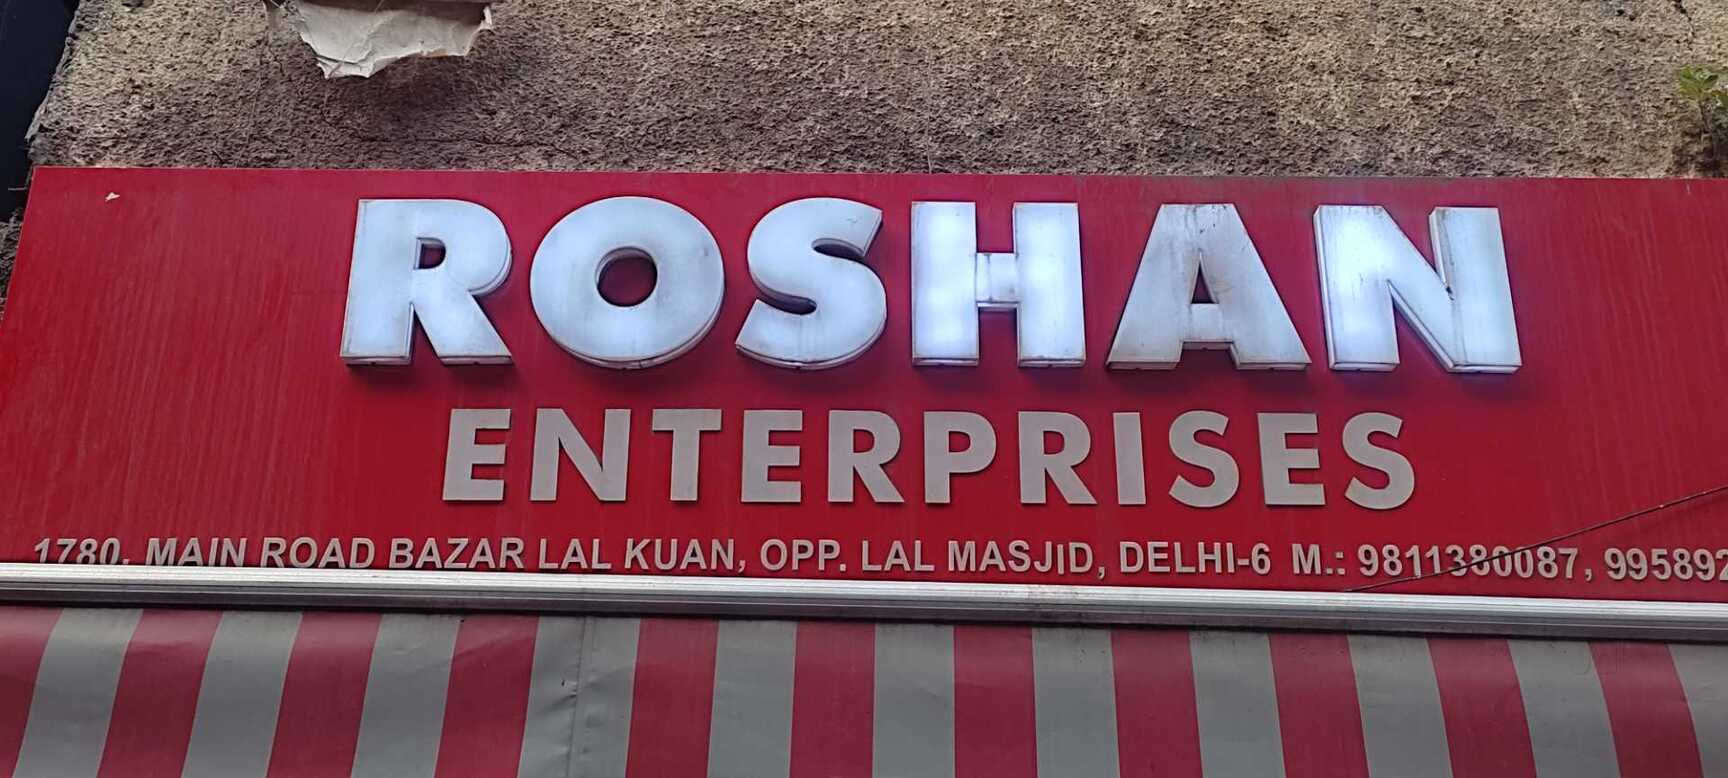 ROSHAN
ENTERPRISES
1780, MAIN ROAD BAZAR LAL KUAN, OPP. LAL MASJID, DELHI-6 M.: 9811380087,